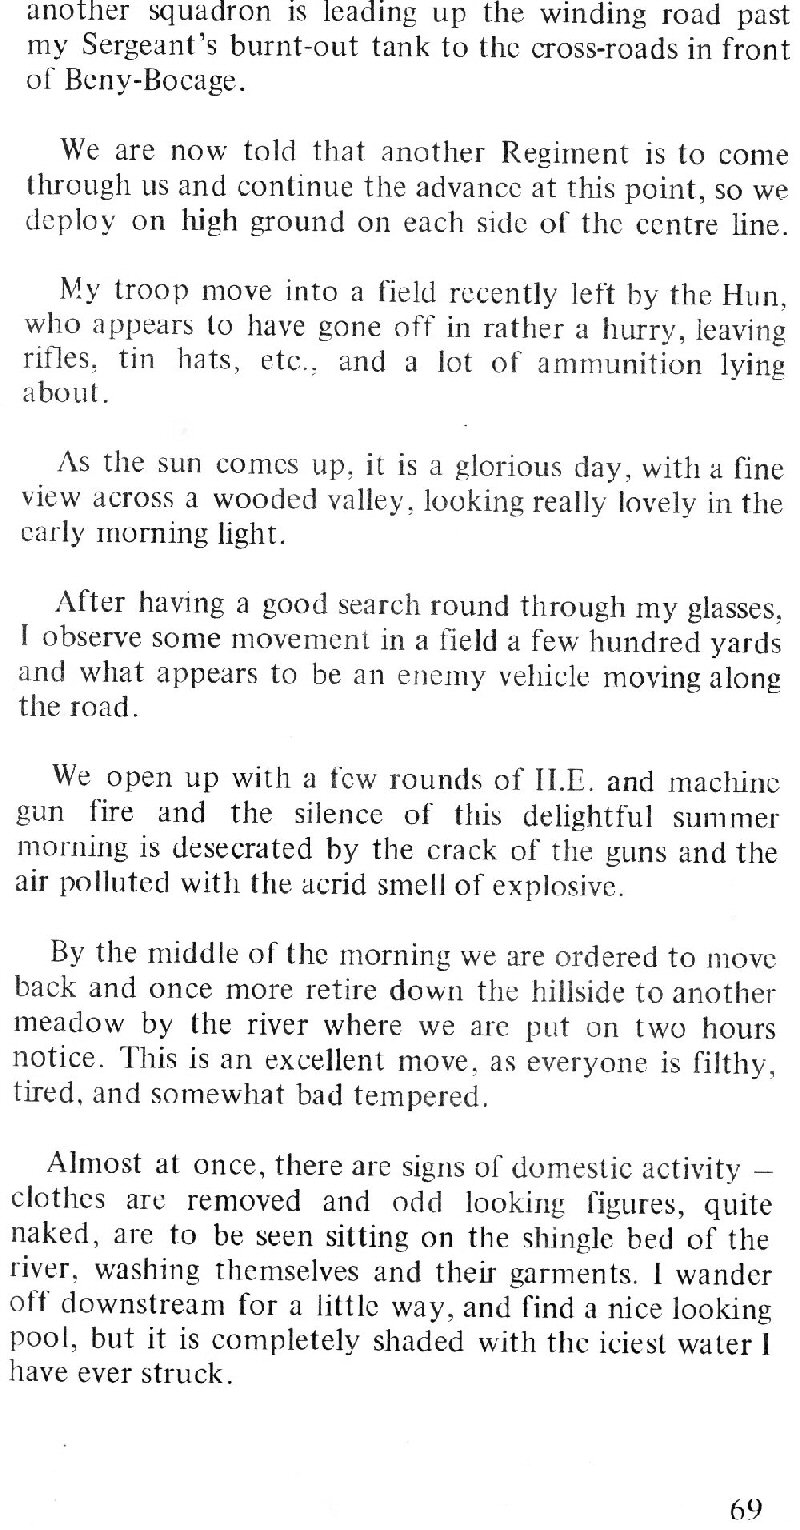 another squadron is leading up the winding road past
my Sergeant's burnt-out tank to the cross-roads in front
of Beny-Bocage.
We are now told that another Regiment is to come
through us and continue the advance at this point, so we
deploy on high ground on each side of the centre line.
My troop move into a field recently left by the Hun,
who appears to have gone off in rather a hurry, leaving
rifles, tin hats, etc., and a lot of ammunition lying
about.
As the sun comes up, it is a glorious day, with a fine
view across a wooded valley, looking really lovely in the
early morning light.
After having a good search round through my glasses,
I observe some movement in a field a few hundred yards
and what appears to be an enemy vehicle moving along
the road.
We open up with a few rounds of H.E. and machine
gun fire and the silence of this delightful summer
morning is desecrated by the crack of the guns and the
air polluted with the acrid smell of explosive.
By the middle of the morning we are ordered to move
back and once more retire down the hillside to another
meadow by the river where we are put on two hours
notice. This is an excellent move, as everyone is filthy,
tired, and somewhat bad tempered.
Almost at once, there are signs of domestic activity –
clothes are removed and odd looking figures, quite
naked, are to be seen sitting on the shingle bed of the
river, washing themselves and their garments. I wander
off downstream for a little way, and find a nice looking
pool, but it is completely shaded with the iciest water I
have ever struck.
69